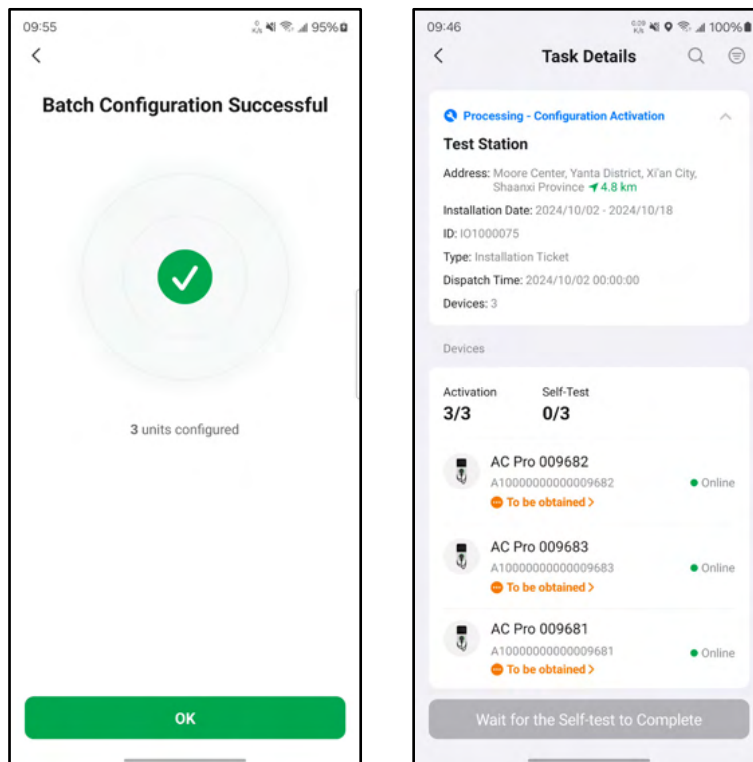 09:55
0 K/s 95%
Batch Configuration Successful
3 units configured
OK
09:46
0.09 K/s 100%
Task Details
Processing - Configuration Activation
Test Station
Address: Moore Center, Yanta District, Xi'an City,
Shaanxi Province 4.8 km
Installation Date: 2024/10/02 - 2024/10/18
ID: IO1000075
Type: Installation Ticket
Dispatch Time: 2024/10/02 00:00:00
Devices: 3
Devices
Activation Self-Test
3/3 0/3
AC Pro 009682
A10000000000009682 Online
To be obtained >
AC Pro 009683
A10000000000009683 Online
To be obtained >
AC Pro 009681
A10000000000009681 Online
To be obtained >
Wait for the Self-test to Complete